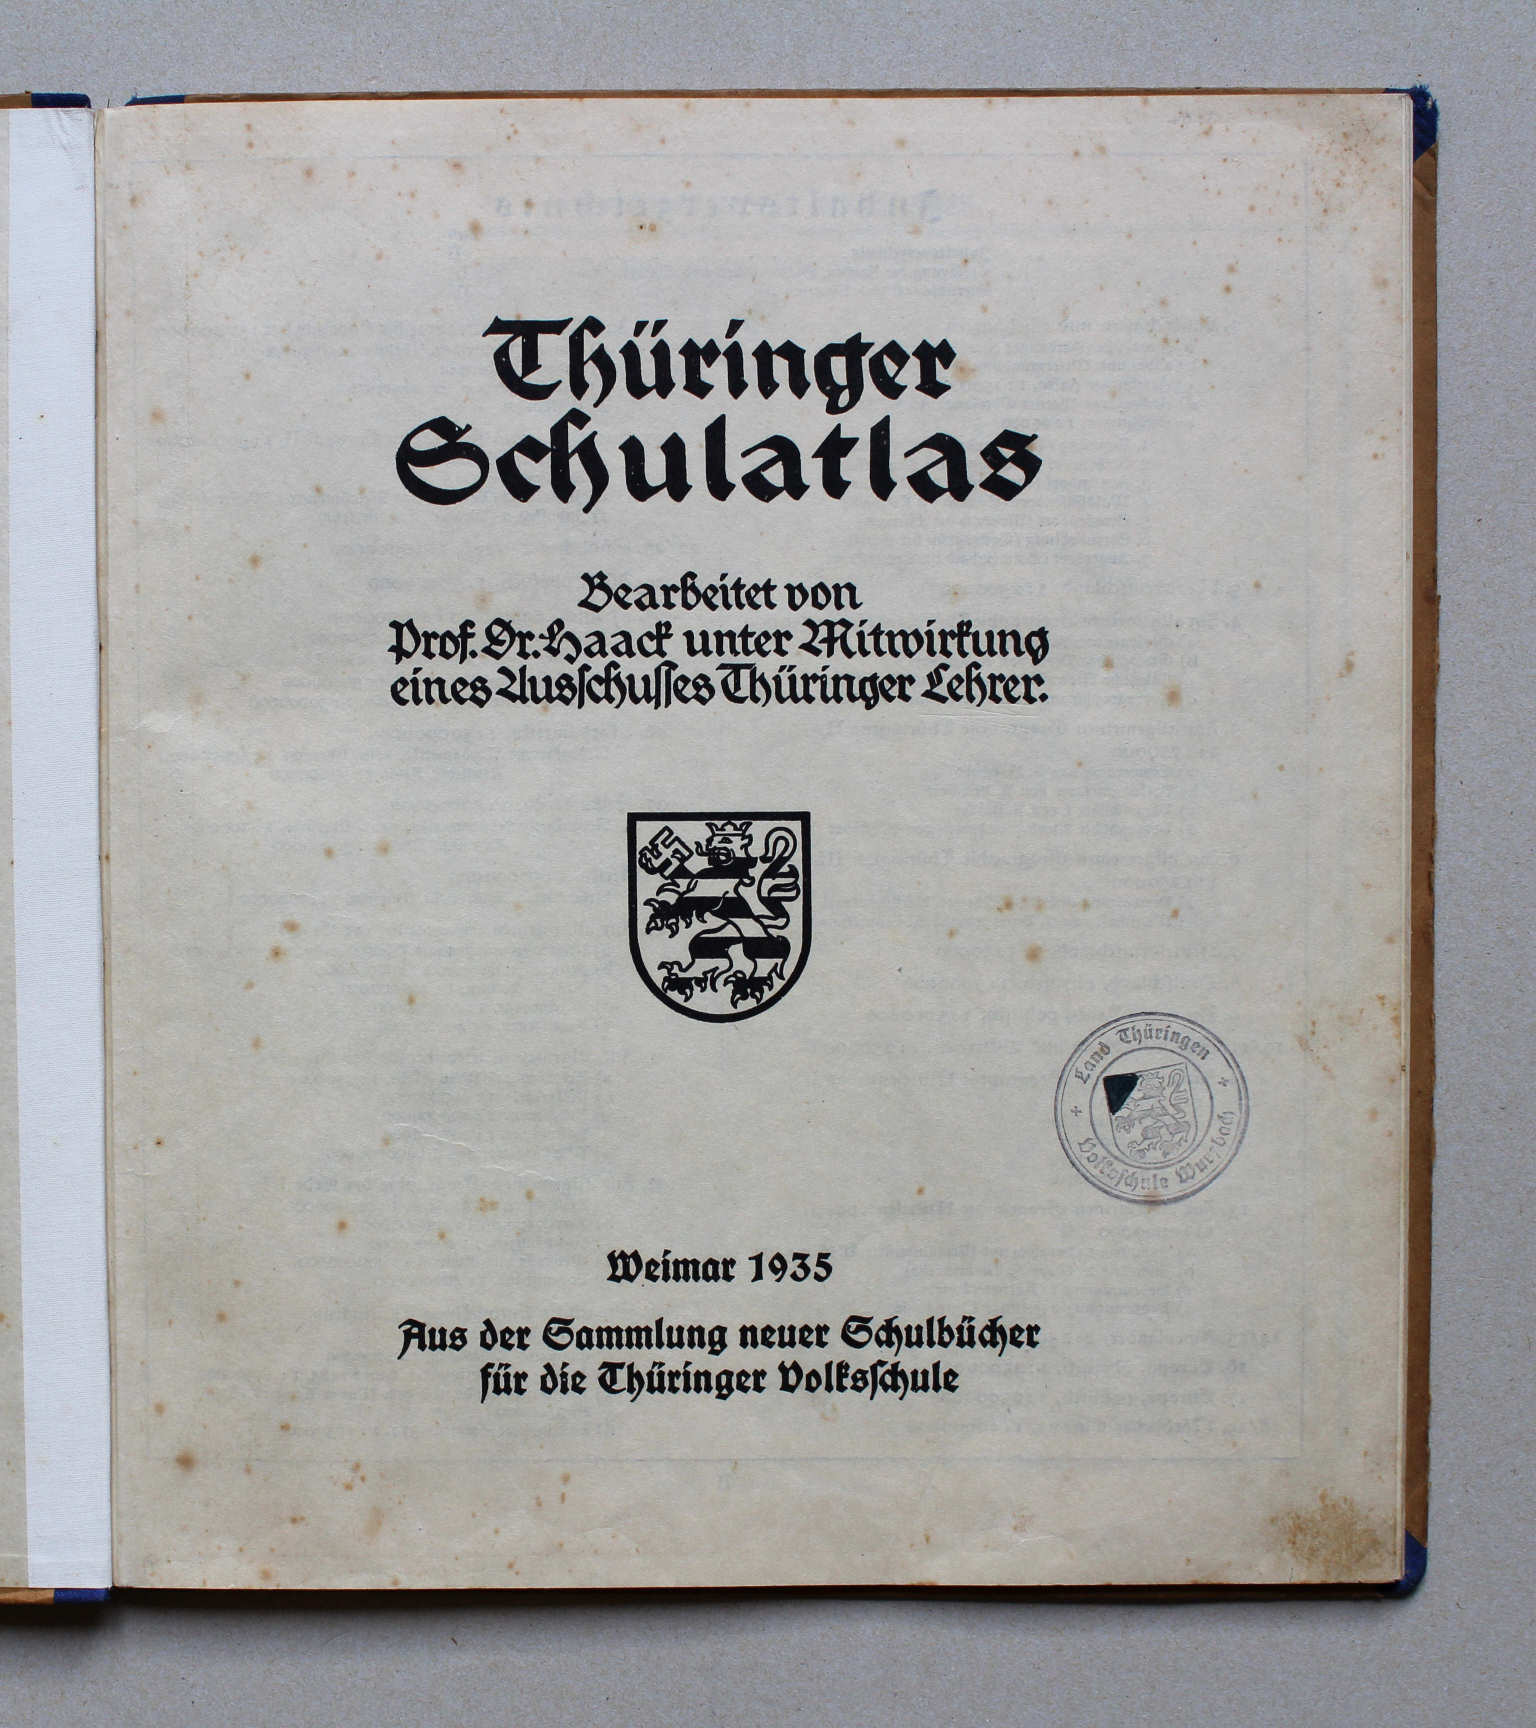 Thüringer
Schulatlas
Bearbeitet von
Prof. Dr. Haack unter Mitwirkung
eines Ausschusses Thüringer Lehrer.
Land Thüringen
Volksschule Wurzbach
Weimar 1935
Aus der Sammlung neuer Schulbücher
für die Thüringer Volksschule